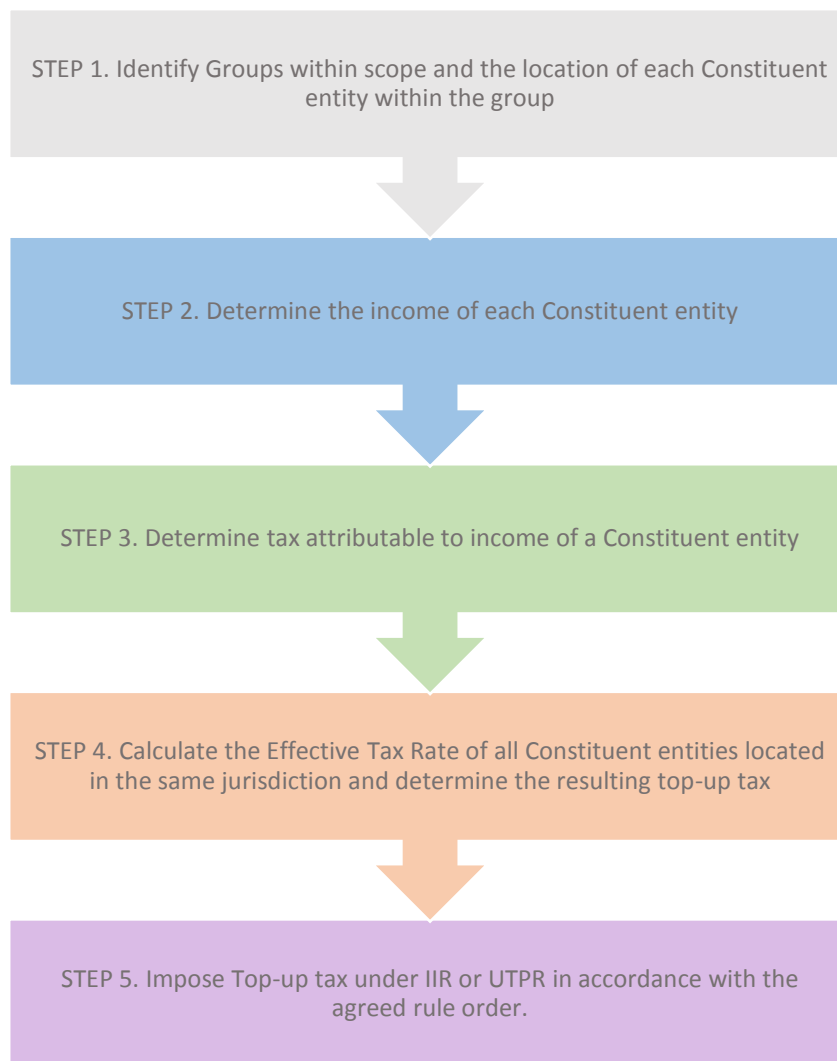 STEP 1. Identify Groups within scope and the location of each Constituent
entity within the group
STEP 2. Determine the income of each Constituent entity
STEP 3. Determine tax attributable to income of a Constituent entity
STEP 4. Calculate the Effective Tax Rate of all Constituent entities located
in the same jurisdiction and determine the resulting top-up tax
STEP 5. Impose Top-up tax under IIR or UTPR in accordance with the
agreed rule order.